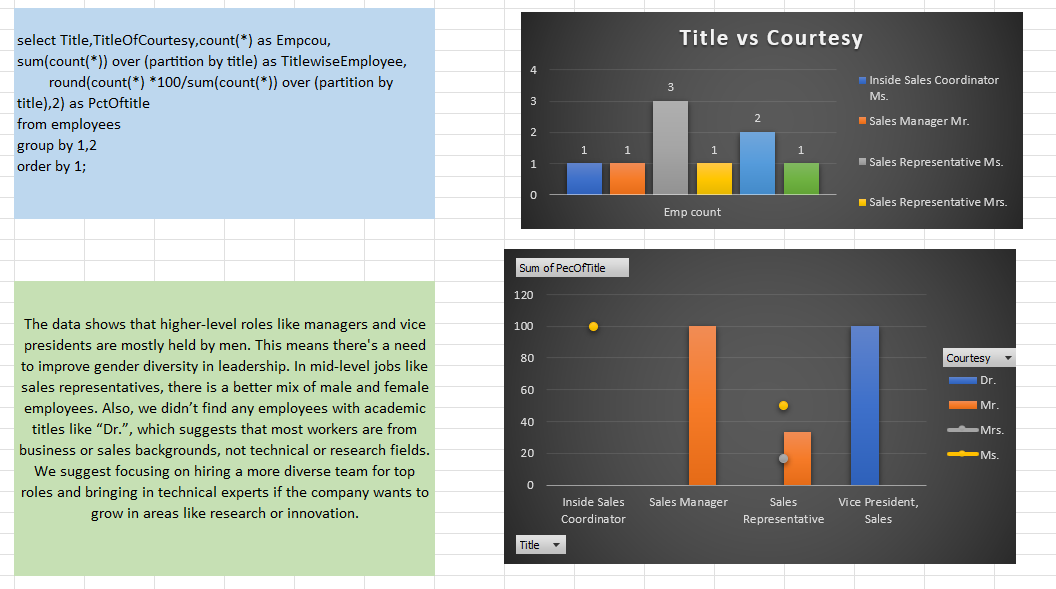 select Title,TitleOfCourtesy,count(*) as Empcou,
sum(count(*)) over (partition by title) as TitlewiseEmployee,
round(count(*) *100/sum(count(*)) over (partition by
title),2) as PctOftitle
from employees
group by 1,2
order by 1;
Title vs Courtesy
4
3
2
1
0
1
1
3
1
2
1
Emp count
Inside Sales Coordinator
Ms.
Sales Manager Mr.
Sales Representative Ms.
Sales Representative Mrs.
The data shows that higher-level roles like managers and vice
presidents are mostly held by men. This means there's a need
to improve gender diversity in leadership. In mid-level jobs like
sales representatives, there is a better mix of male and female
employees. Also, we didn’t find any employees with academic
titles like “Dr.”, which suggests that most workers are from
business or sales backgrounds, not technical or research fields.
We suggest focusing on hiring a more diverse team for top
roles and bringing in technical experts if the company wants to
grow in areas like research or innovation.
Sum of PecOfTitle
120
100
80
60
40
20
0
Inside Sales
Coordinator
Sales Manager
Sales
Representative
Vice President,
Sales
Courtesy
Dr.
Mr.
Mrs.
Ms.
Title